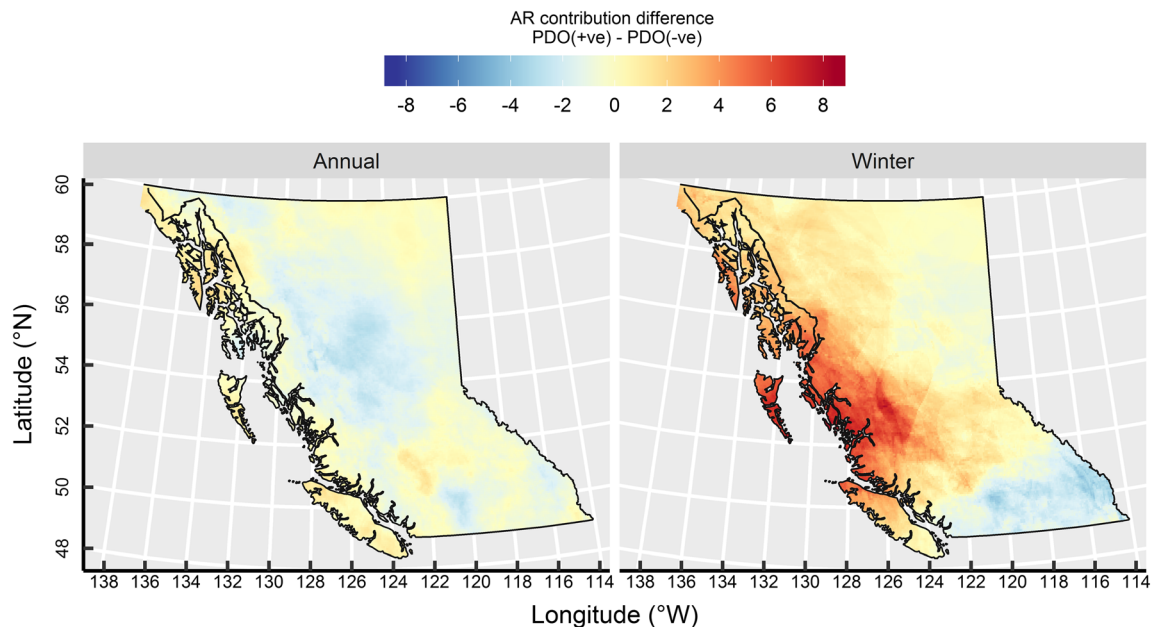 AR contribution difference
PDO(+ve) - PDO(-ve)
-8 -6 -4 -2 0 2 4 6 8
Annual Winter
60
58
56
54
52
50
48
Latitude (°N)
138 136 134 132 130 128 126 124 122 120 118 116 114 138 136 134 132 130 128 126 124 122 120 118 116 114
Longitude (°W)